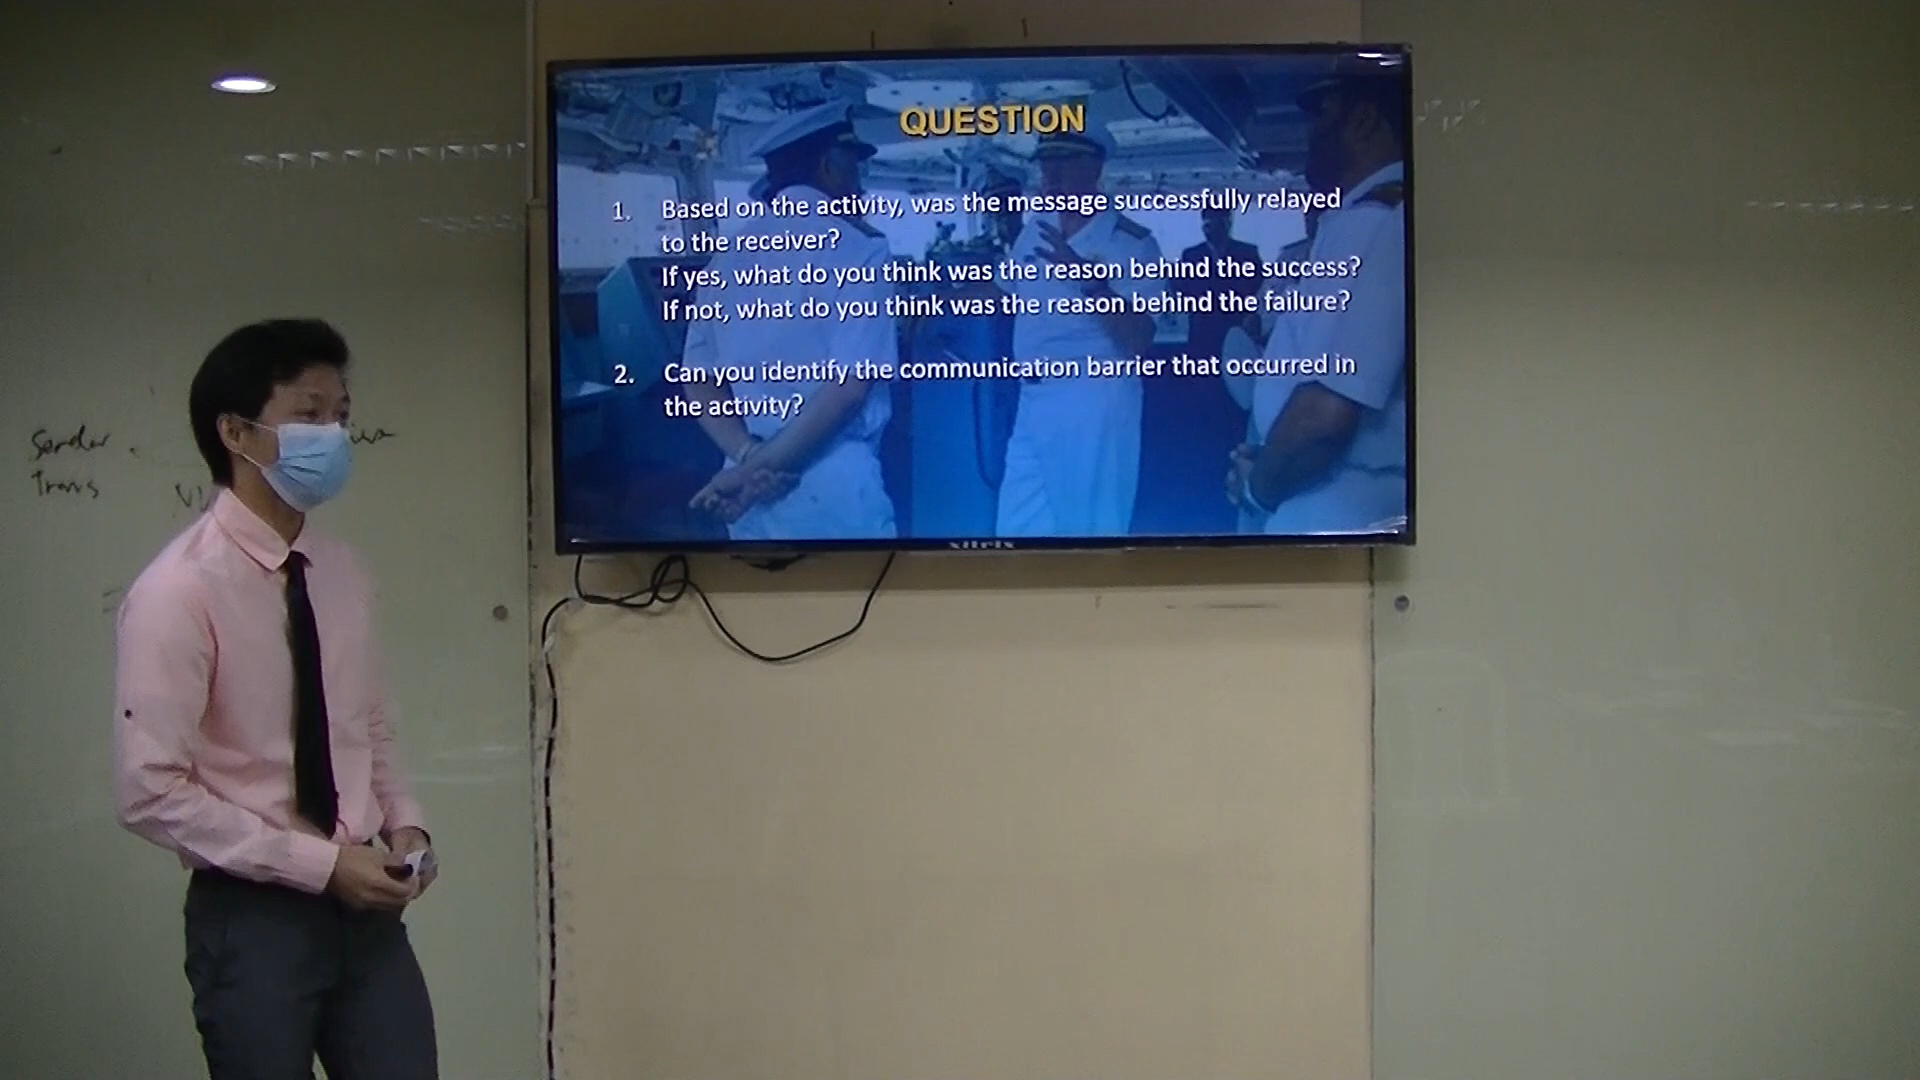 QUESTION
1. Based on the activity, was the message successfully relayed
to the receiver?
If yes, what do you think was the reason behind the success?
If not, what do you think was the reason behind the failure?
2. Can you identify the communication barrier that occurred in
the activity?
xitrix
Sender
Trans